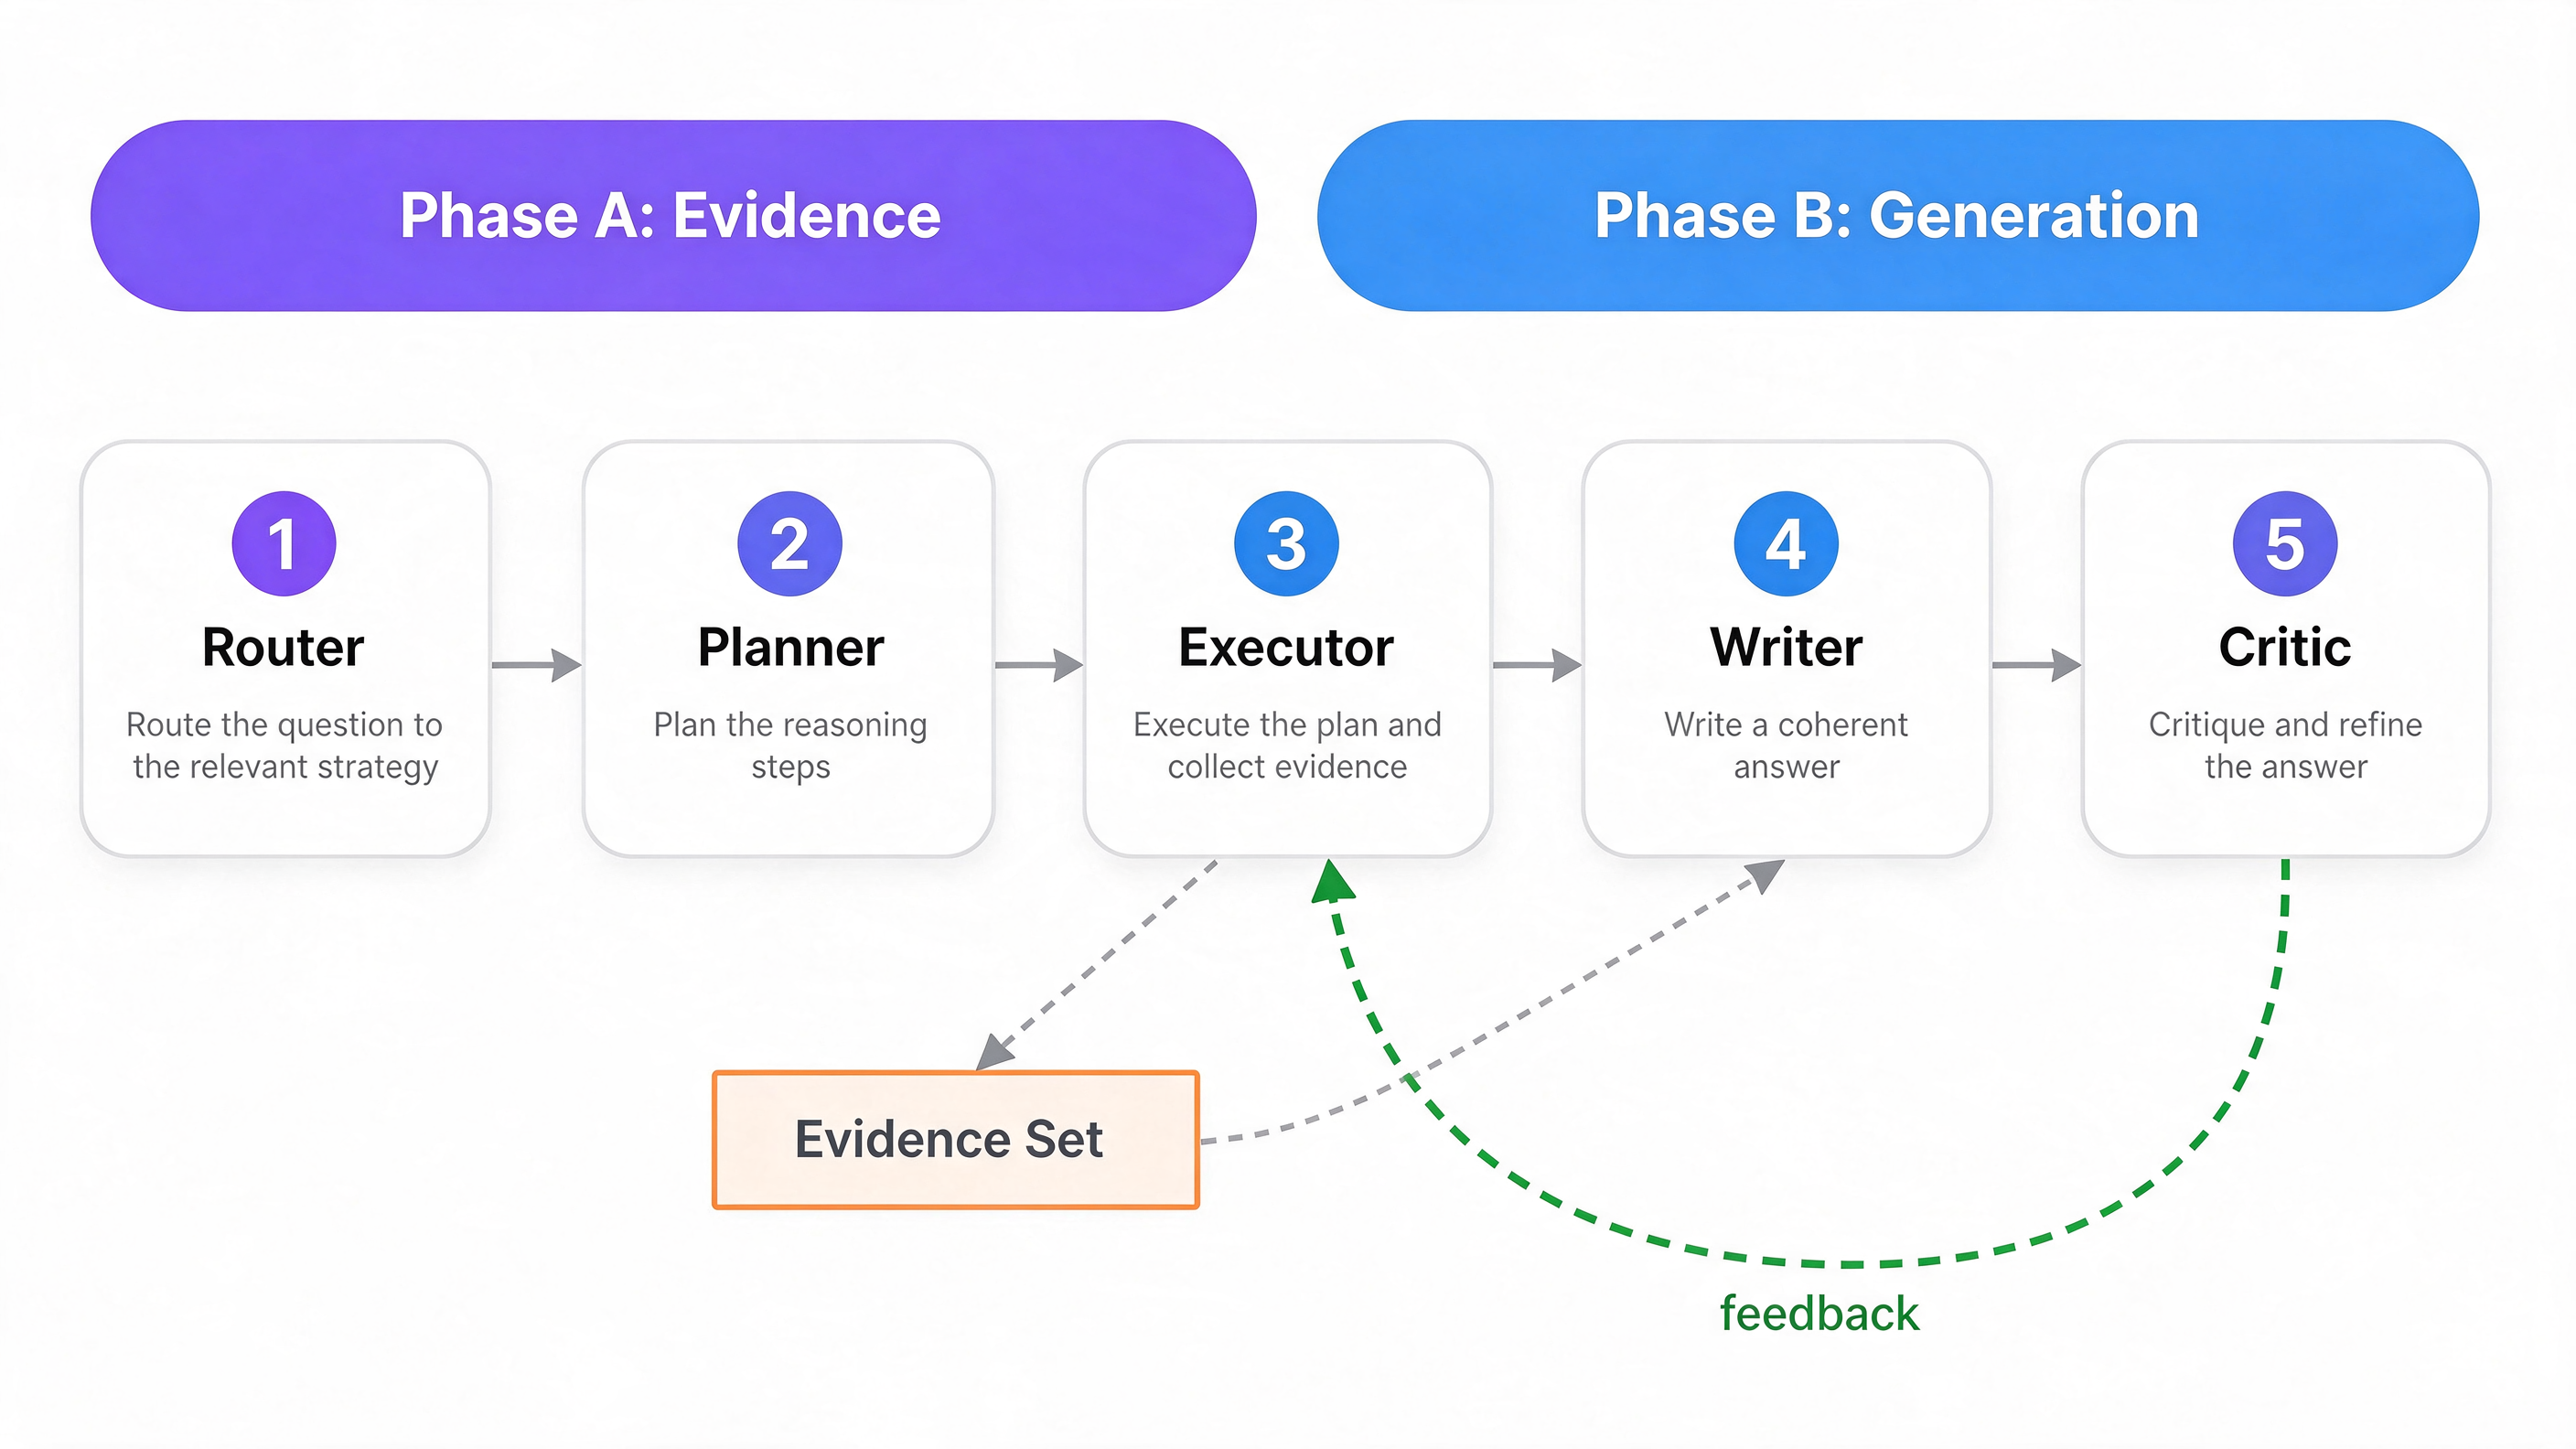 Phase A: Evidence
Phase B: Generation
1
Router
Route the question to
the relevant strategy
2
Planner
Plan the reasoning
steps
3
Executor
Execute the plan and
collect evidence
4
Writer
Write a coherent
answer
5
Critic
Critique and refine
the answer
Evidence Set
feedback